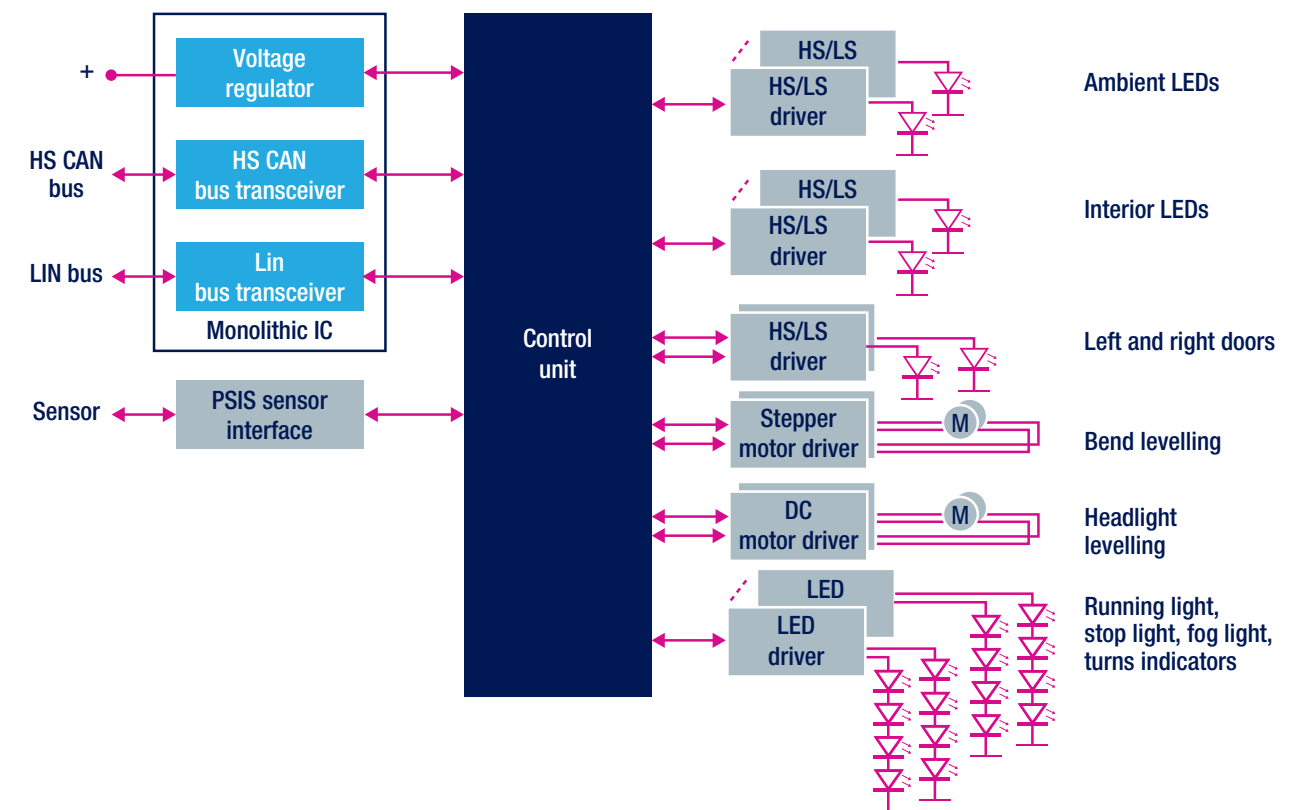 +
Voltage
regulator
HS CAN
bus
HS CAN
bus transceiver
LIN bus
Lin
bus transceiver
Monolithic IC
Sensor
PSIS sensor
interface
Control
unit
HS/LS
HS/LS
driver
Ambient LEDs
HS/LS
HS/LS
driver
Interior LEDs
HS/LS
driver
Left and right doors
Stepper
motor driver
M
Bend levelling
DC
motor driver
M
Headlight
levelling
LED
LED
driver
Running light,
stop light, fog light,
turns indicators